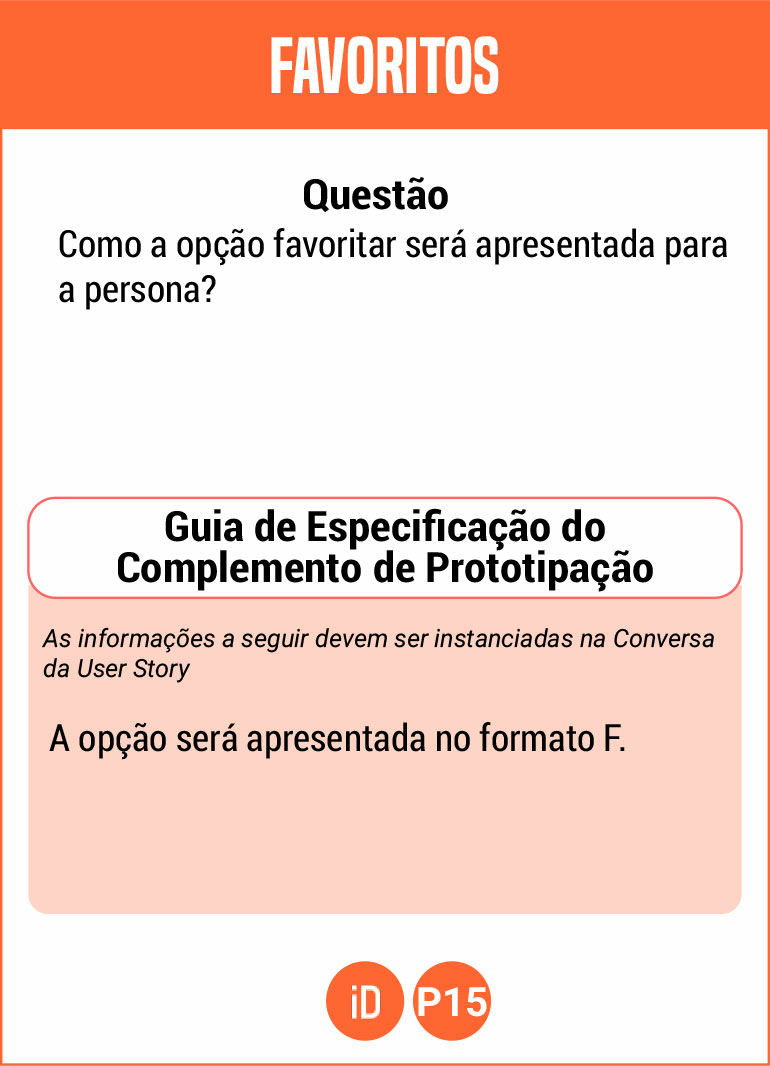 FAVORITOS
Questão
Como a opção favoritar será apresentada para
a persona?
Guia de Especificação do
Complemento de Prototipação
As informações a seguir devem ser instanciadas na Conversa
da User Story
A opção será apresentada no formato F.
iD P15